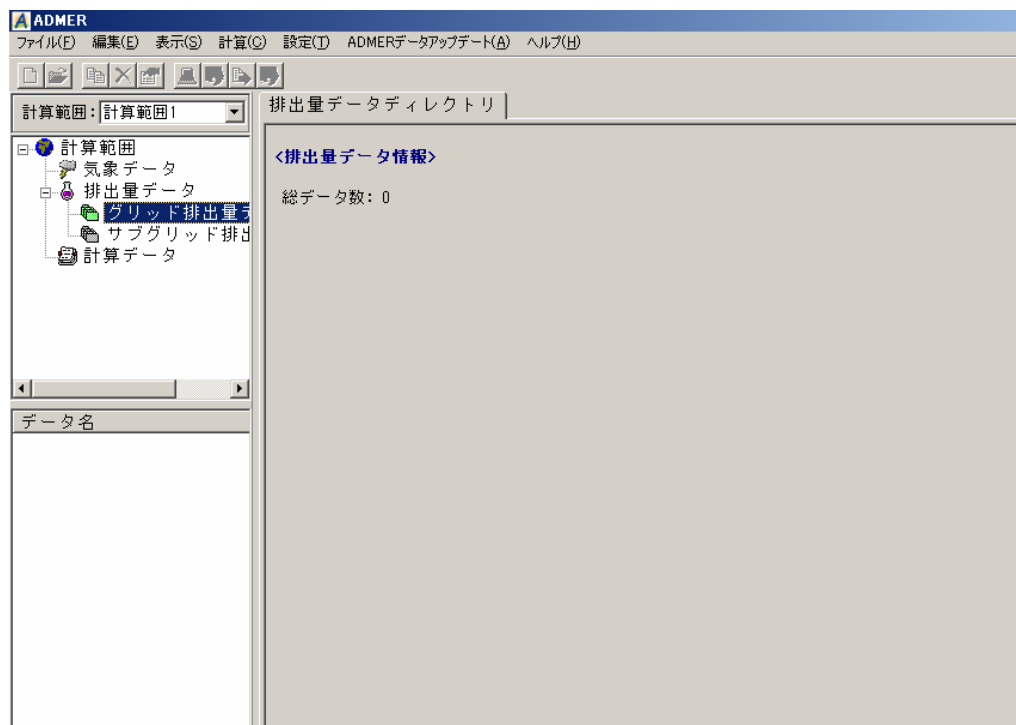 ADMER
ファイル(F) 編集(E) 表示(S) 計算(C) 設定(T) ADMERデータアップデート(A) ヘルプ(H)
計算範囲: 計算範囲1
排出量データディレクトリ
計算範囲
気象データ
排出量データ
グリッド排出量デ
サブグリッド排出
計算データ
<排出量データ情報>
総データ数: 0
データ名